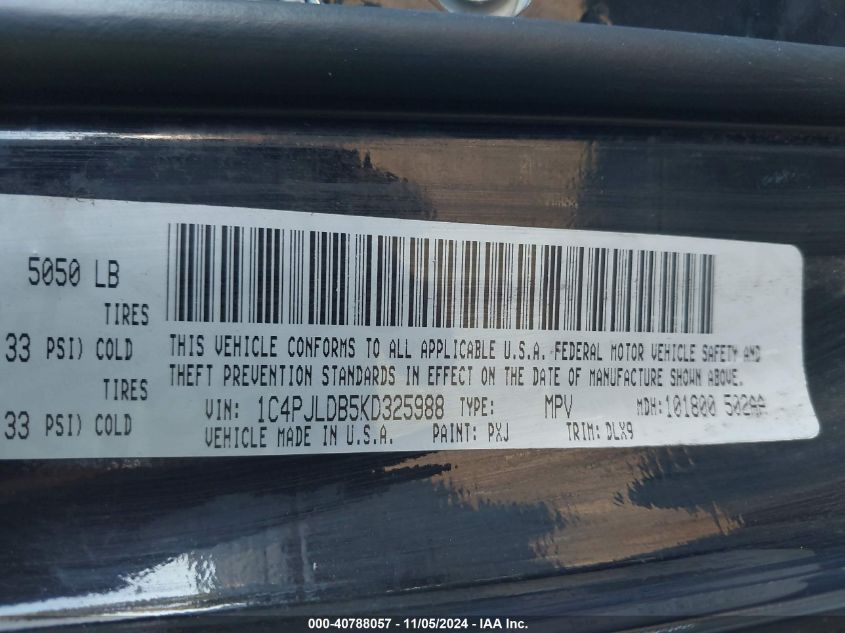 5050 LB
TIRES
33 PSI) COLD
THIS VEHICLE CONFORMS TO ALL APPLICABLE U.S.A. FEDERAL MOTOR VEHICLE SAFETY AND
THEFT PREVENTION STANDARDS IN EFFECT ON THE DATE OF MANUFACTURE SHOWN ABOVE.
TIRES
33 PSI) COLD
VIN: 1C4PJLDB5KD325988 TYPE: MPV MDH: 101800 502AA
VEHICLE MADE IN U.S.A. PAINT: PXJ TRIM: DLX9
000-40788057 - 11/05/2024 - IAA Inc.